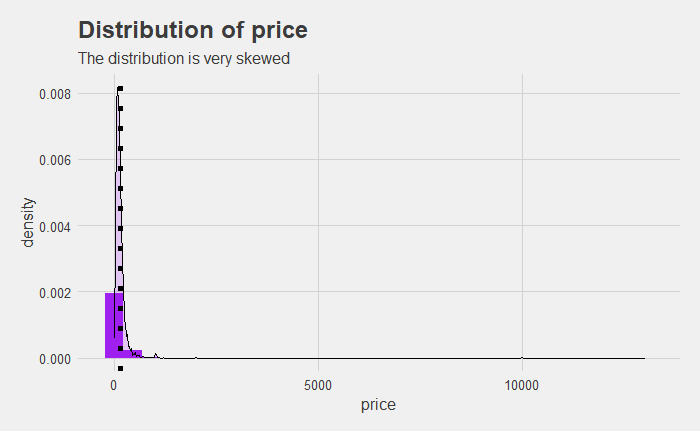 Distribution of price
The distribution is very skewed
0.008
0.006
0.004
0.002
0.000
density
0
5000
10000
price